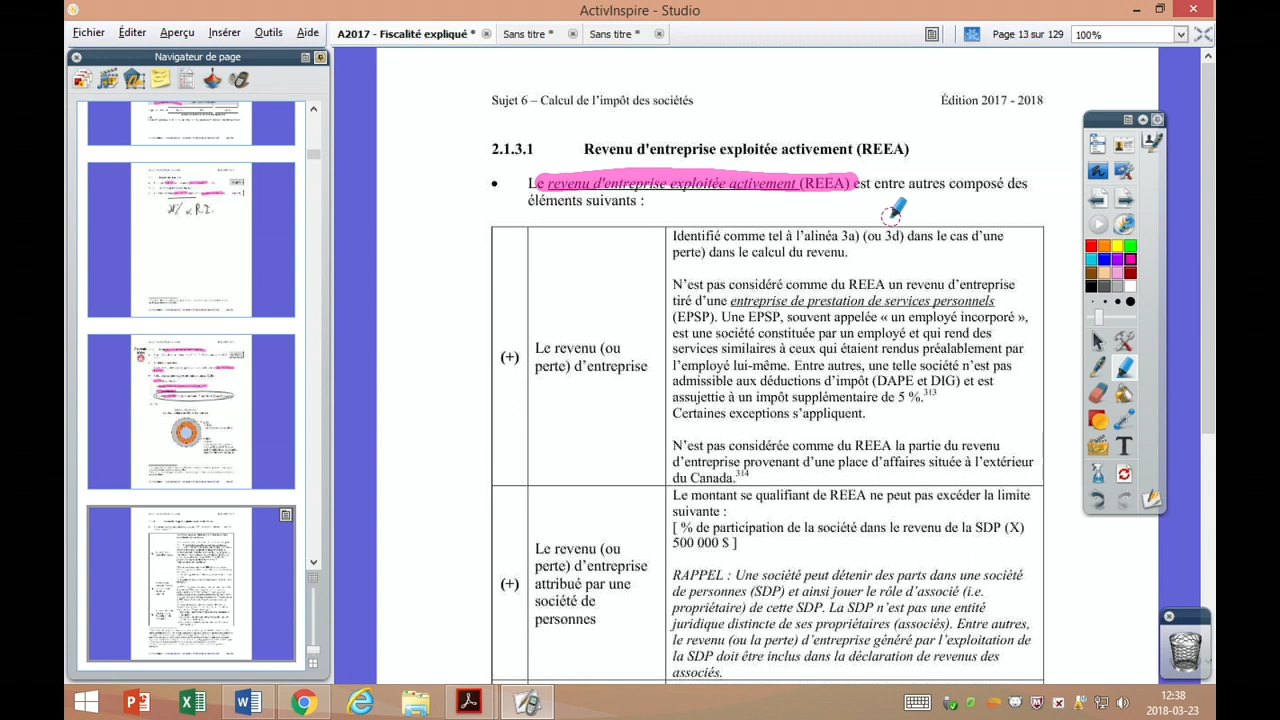 ActivInspire - Studio
Fichier Éditer Aperçu Insérer Outils Aide
A2017 - Fiscalité expliqué * Sans titre * Sans titre *
Page 13 sur 129 100%
Navigateur de page
Sujet 6 – Calcul de l'impôt des sociétés Édition 2017 - 2018
2.1.3.1 Revenu d'entreprise exploitée activement (REEA)
• Le revenu d'entreprise exploitée activement (REEA) est entre autres composé des
éléments suivants :
Identifié comme tel à l'alinéa 3a) (ou 3d) dans le cas d'une
perte) dans le calcul du revenu.
N'est pas considéré comme du REEA un revenu d'entreprise
tiré d'une entreprise de prestation de services personnels
(EPSP). Une EPSP, souvent appelée « un employé incorporé »,
est une société constituée par un employé qui rend des
services similaires à ceux qui étaient rendus préalablement par
l'employé lui-même. Entre autres, une telle société n'est pas
admissible aux déductions d'impôt DPE et DTG et est
assujettie à un impôt supplémentaire de 5 %.313
Certaines exceptions s'appliquent.
N'est pas considérée comme du REEA la partie du revenu
d'entreprise provenant d'une place d'affaires située à l'extérieur
du Canada.314
(+) Le revenu (ou
perte) d'entreprise
Le montant se qualifiant de REEA ne peut pas excéder la limite
suivante :
[ % de participation de la société dans le revenu de la SDP (X)
500 000 $ ]
RAPPEL : Une société peut détenir des parts dans une société
de personnes (SDP) et ainsi jouer le rôle d'un associé (i.e.
propriétaire) de cette SDP. La SDP n'est pas une entité
juridique distincte de ses propriétaires (associés). Entre autres,
le revenu (ou la perte) d'entreprise provenant de l'exploitation de
la SDP doit être inclus dans la déclaration de revenus des
associés.
(+) Le revenu (ou
perte) d'entreprise
attribué par une
société de
personnes
12:38
2018-03-23